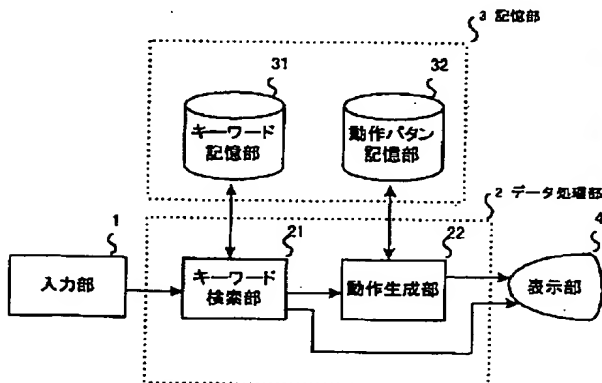 3 記憶部
31
32
キーワード
記憶部
動作パタン
記憶部
2 データ処理部
1
21
22
4
入力部
キーワード
検索部
動作生成部
表示部